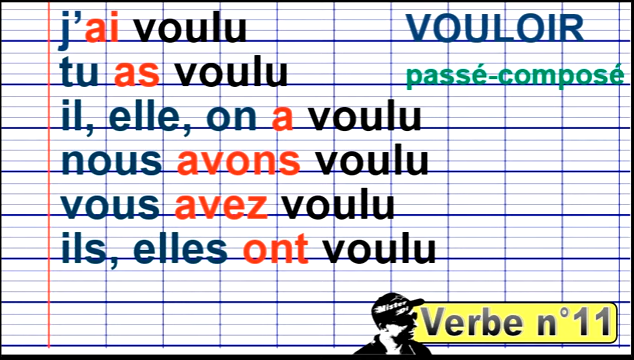 j'ai voulu
VOULOIR
tu as voulu
passé-composé
il, elle, on a voulu
nous avons voulu
vous avez voulu
ils, elles ont voulu
Verbe n°11